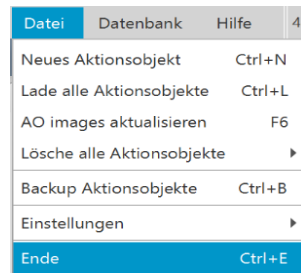 Datei Datenbank Hilfe 4
Neues Aktionsobjekt Ctrl+N
Lade alle Aktionsobjekte Ctrl+L
AO images aktualisieren F6
Lösche alle Aktionsobjekte
Backup Aktionsobjekte Ctrl+B
Einstellungen
Ende Ctrl+E